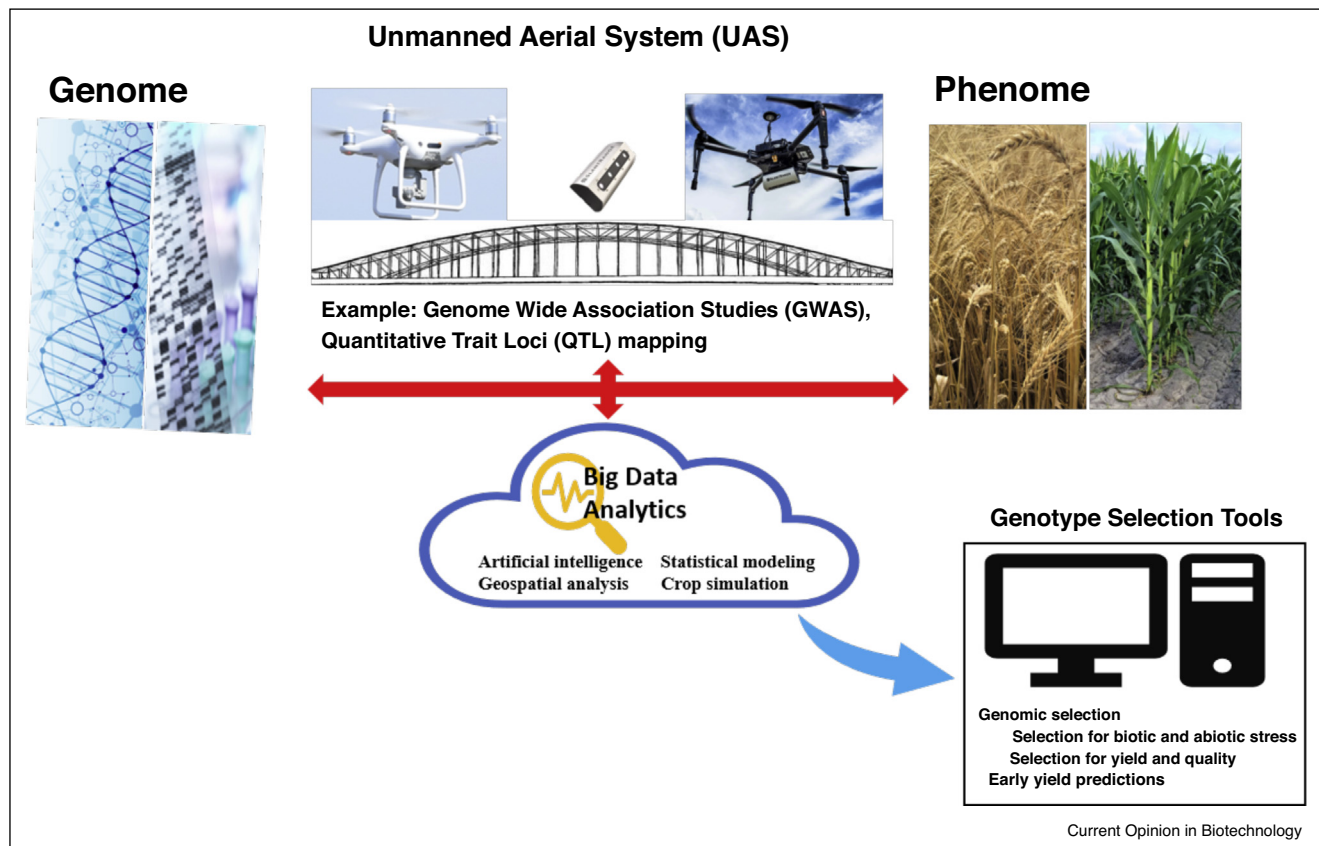 Unmanned Aerial System (UAS)
Genome
Phenome
Example: Genome Wide Association Studies (GWAS),
Quantitative Trait Loci (QTL) mapping
Big Data
Analytics
Artificial intelligence Statistical modeling
Geospatial analysis Crop simulation
Genotype Selection Tools
Genomic selection
Selection for biotic and abiotic stress
Selection for yield and quality
Early yield predictions
Current Opinion in Biotechnology